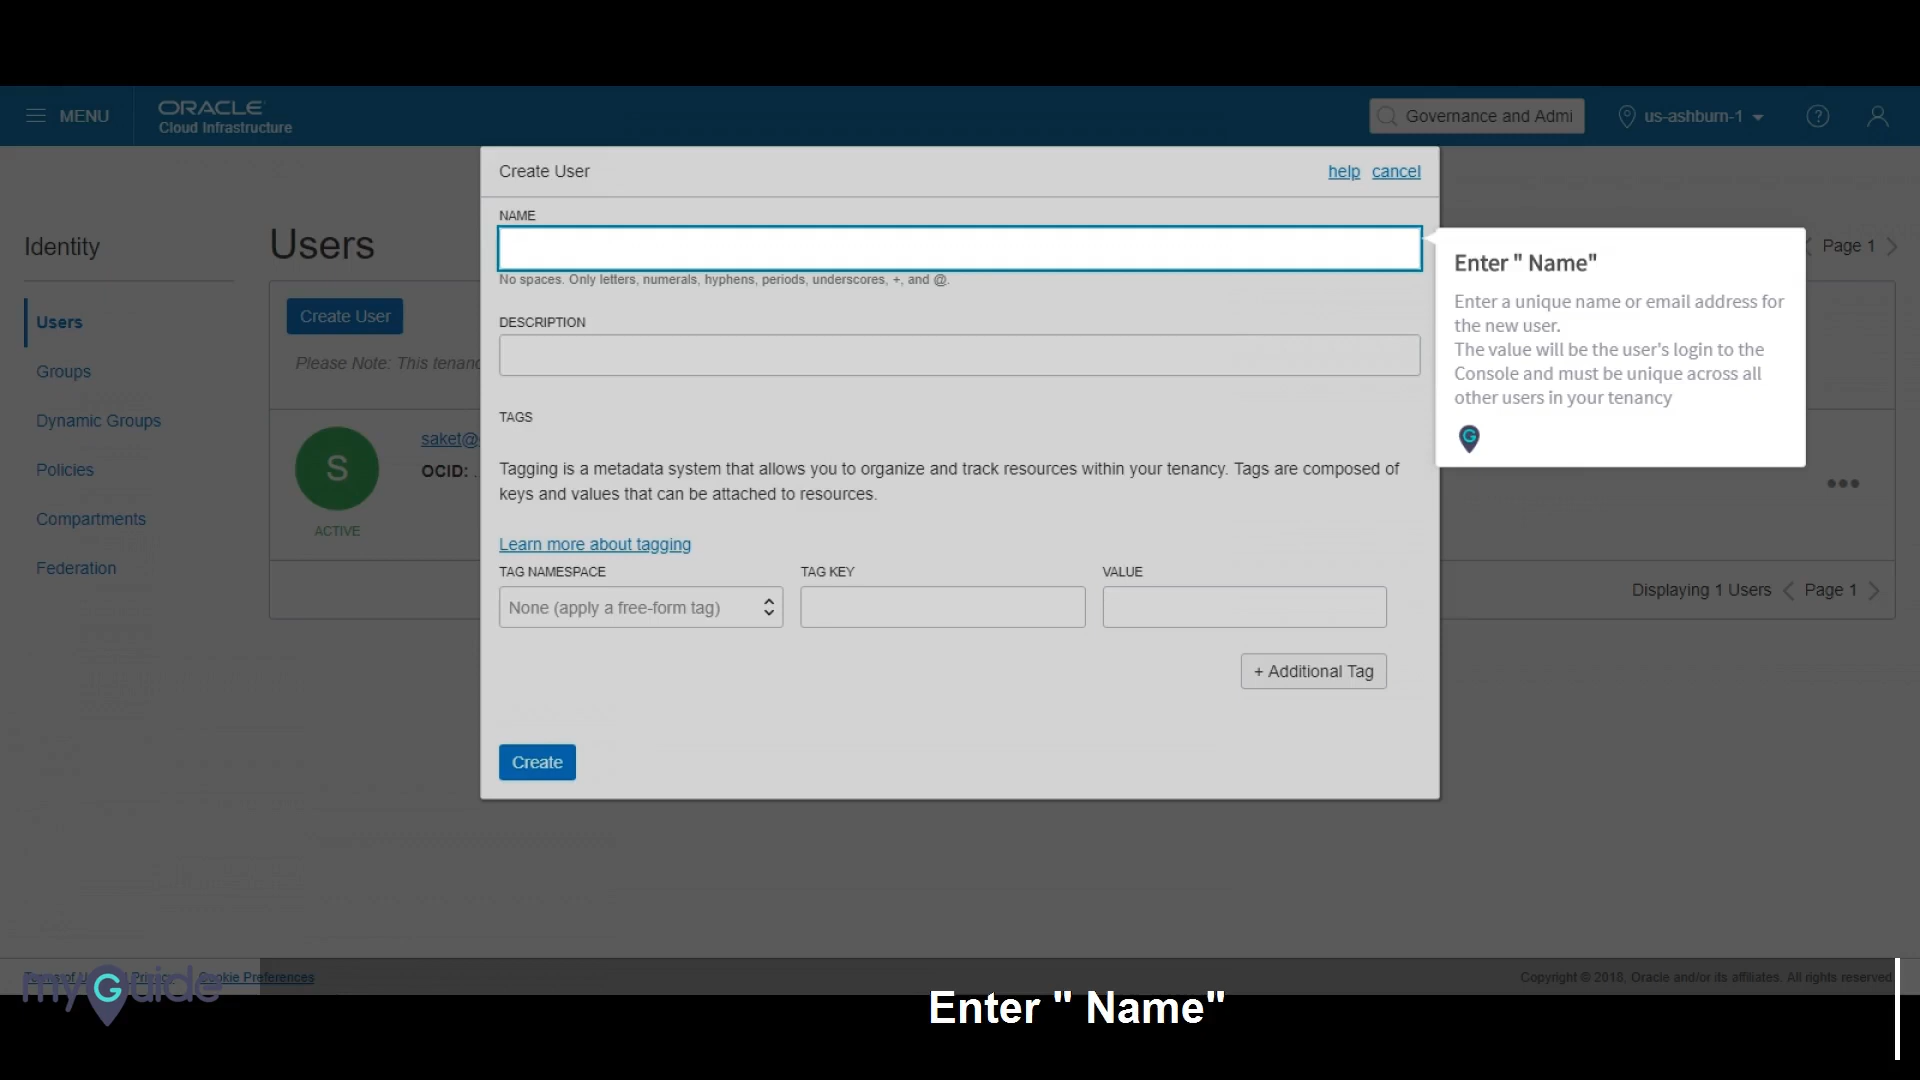 MENU
ORACLE
Cloud Infrastructure
Governance and Admi
us-ashburn-1
?
Create User
help
cancel
NAME
No spaces. Only letters, numerals, hyphens, periods, underscores, +, and @.
DESCRIPTION
TAGS
Tagging is a metadata system that allows you to organize and track resources within your tenancy. Tags are composed of
keys and values that can be attached to resources.
Learn more about tagging
TAG NAMESPACE
TAG KEY
VALUE
None (apply a free-form tag)
+ Additional Tag
Create
Enter " Name"
Enter a unique name or email address for
the new user.
The value will be the user's login to the
Console and must be unique across all
other users in your tenancy
G
Identity
Users
Groups
Dynamic Groups
Policies
Compartments
Federation
Users
Create User
Please Note: This tenanc
S
ACTIVE
saket@
OCID:
Page 1
Displaying 1 Users
Page 1
Terms of
Privacy
Cookie Preferences
Copyright © 2018, Oracle and/or its affiliates. All rights reserved.
myGuide
Enter " Name"